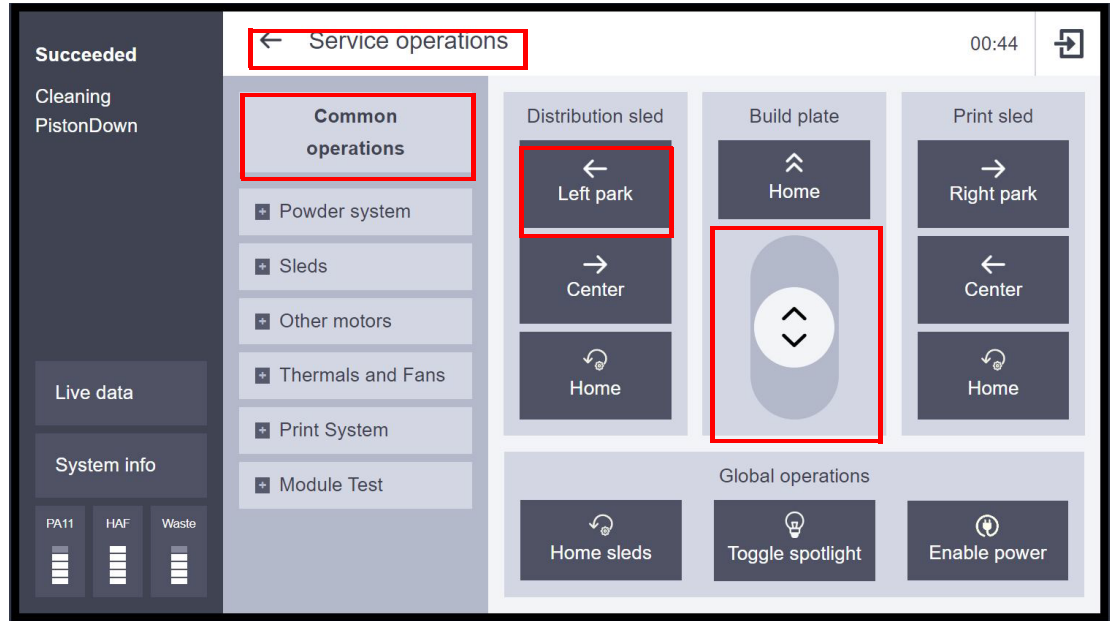 Succeeded
Cleaning
PistonDown
Live data
System info
PA11
HAF
Waste
Service operations
00:44
Common
operations
Powder system
Sleds
Other motors
Thermals and Fans
Print System
Module Test
Distribution sled
Left park
Center
Home
Build plate
Home
Print sled
Right park
Center
Home
Global operations
Home sleds
Toggle spotlight
Enable power